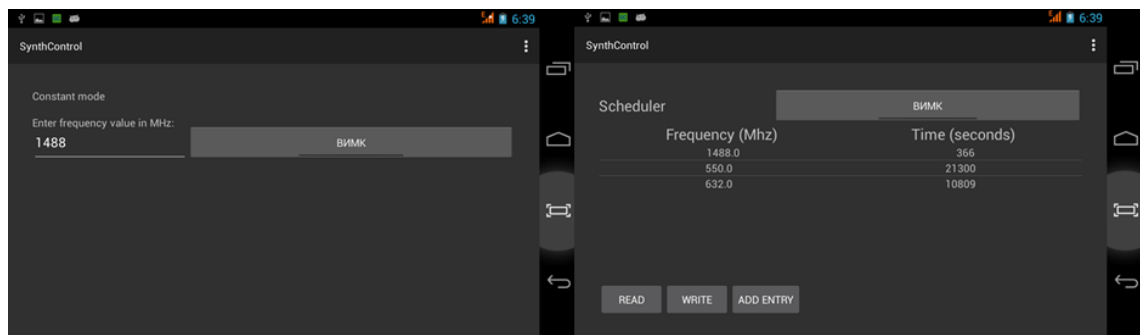 6:39
SynthControl
Constant mode
Enter frequency value in MHz:
1488 ВИМК
6:39
SynthControl
Scheduler ВИМК
Frequency (Mhz) Time (seconds)
1488.0 366
550.0 21300
632.0 10809
READ WRITE ADD ENTRY